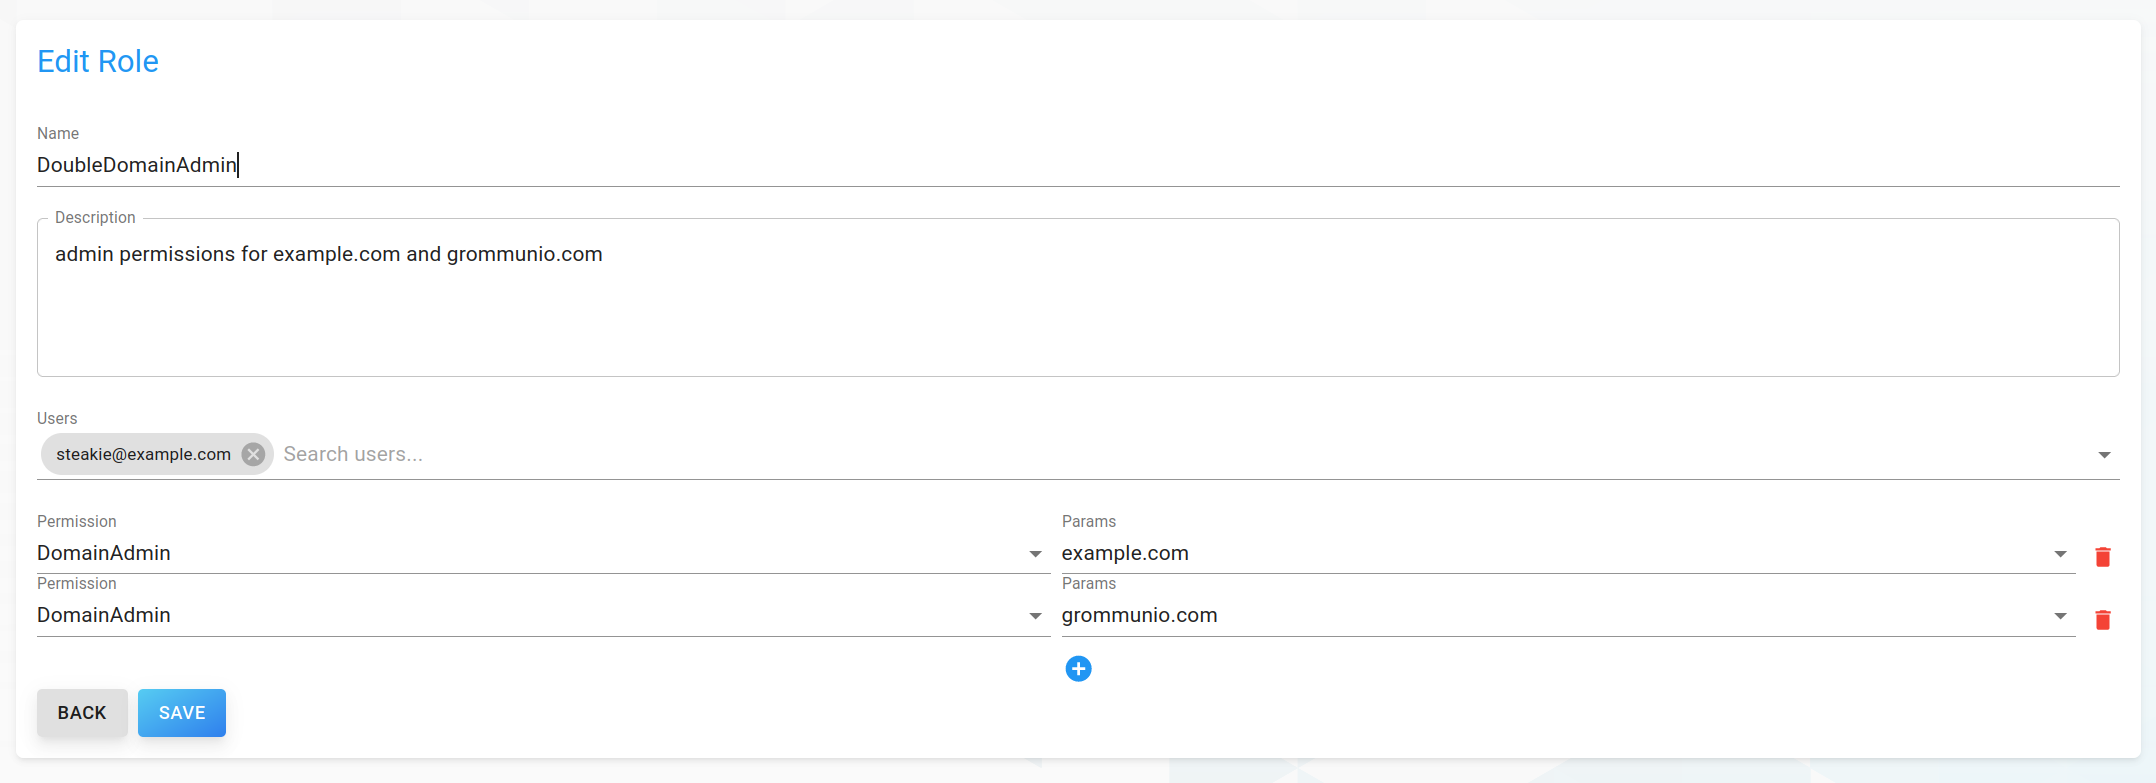 Edit Role
Name
DoubleDomainAdmin
Description
admin permissions for example.com and grommunio.com
Users
steakie@example.com Search users...
Permission Params
DomainAdmin example.com
Permission Params
DomainAdmin grommunio.com
BACK SAVE